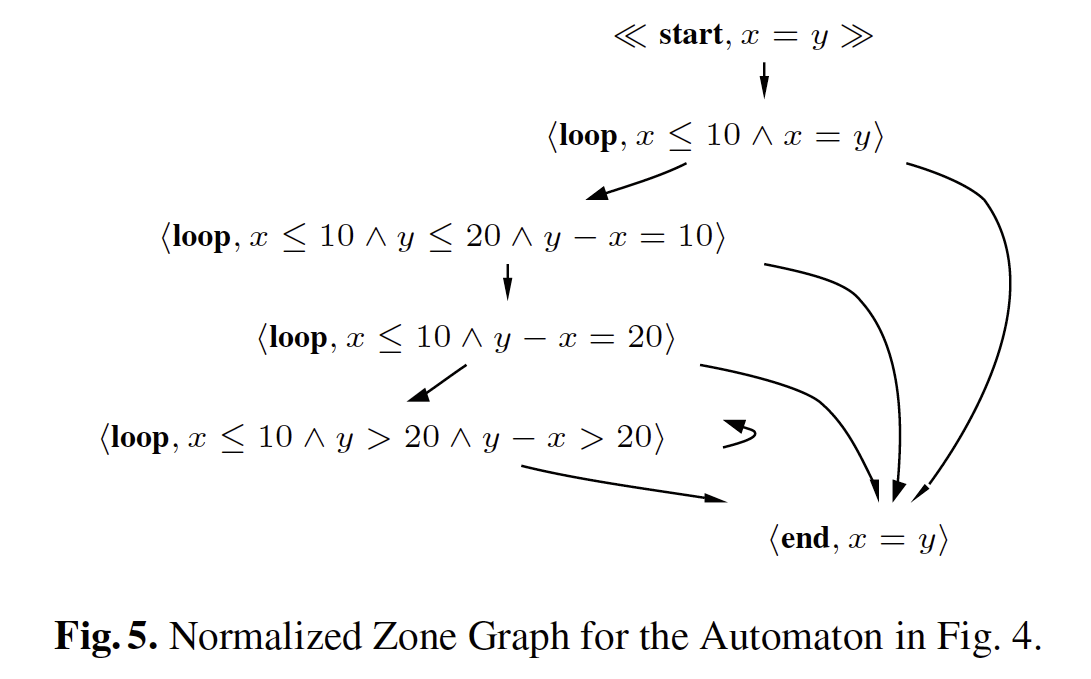 ≪ start, x = y ≫
⟨loop, x ≤ 10 ∧ x = y⟩
⟨loop, x ≤ 10 ∧ y ≤ 20 ∧ y − x = 10⟩
⟨loop, x ≤ 10 ∧ y − x = 20⟩
⟨loop, x ≤ 10 ∧ y > 20 ∧ y − x > 20⟩
⟨end, x = y⟩
Fig. 5. Normalized Zone Graph for the Automaton in Fig. 4.